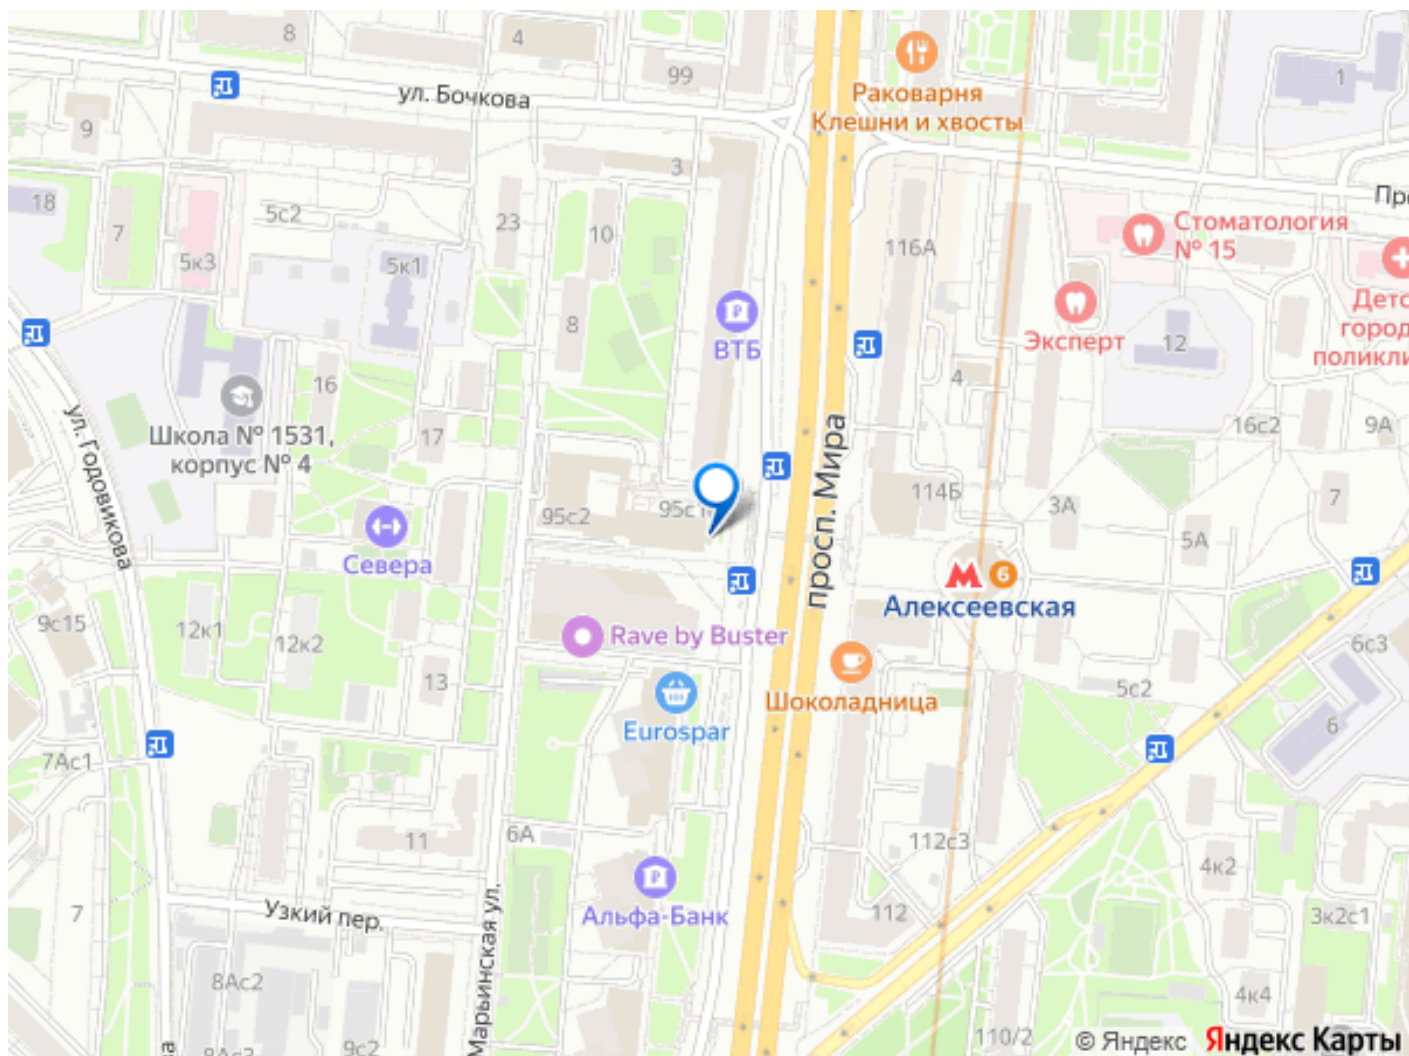 8
4
99
ул. Бочкова
Раковарня
Клешни и хвосты
1
9
3
18
7
5с2
5к3
5к1
23
10
8
116А
Стоматология
№ 15
ВТБ
Эксперт
4
12
16
17
Школа № 1531,
корпус № 4
ул. Годовикова
16с2
9А
просп. Мира
95с2
114Б
3А
7
5А
Севера
М
6
Алексеевская
9с15
12к1
12к2
13
Rave by Buster
Шоколадница
5с2
6с3
6
Eurospar
7Ас1
11
6А
112с3
4к2
Альфа-Банк
112
3к2с1
7
Узкий пер.
Марьинская ул.
8Ас2
4к4
9с2
110/2
© Яндекс
Яндекс Карты